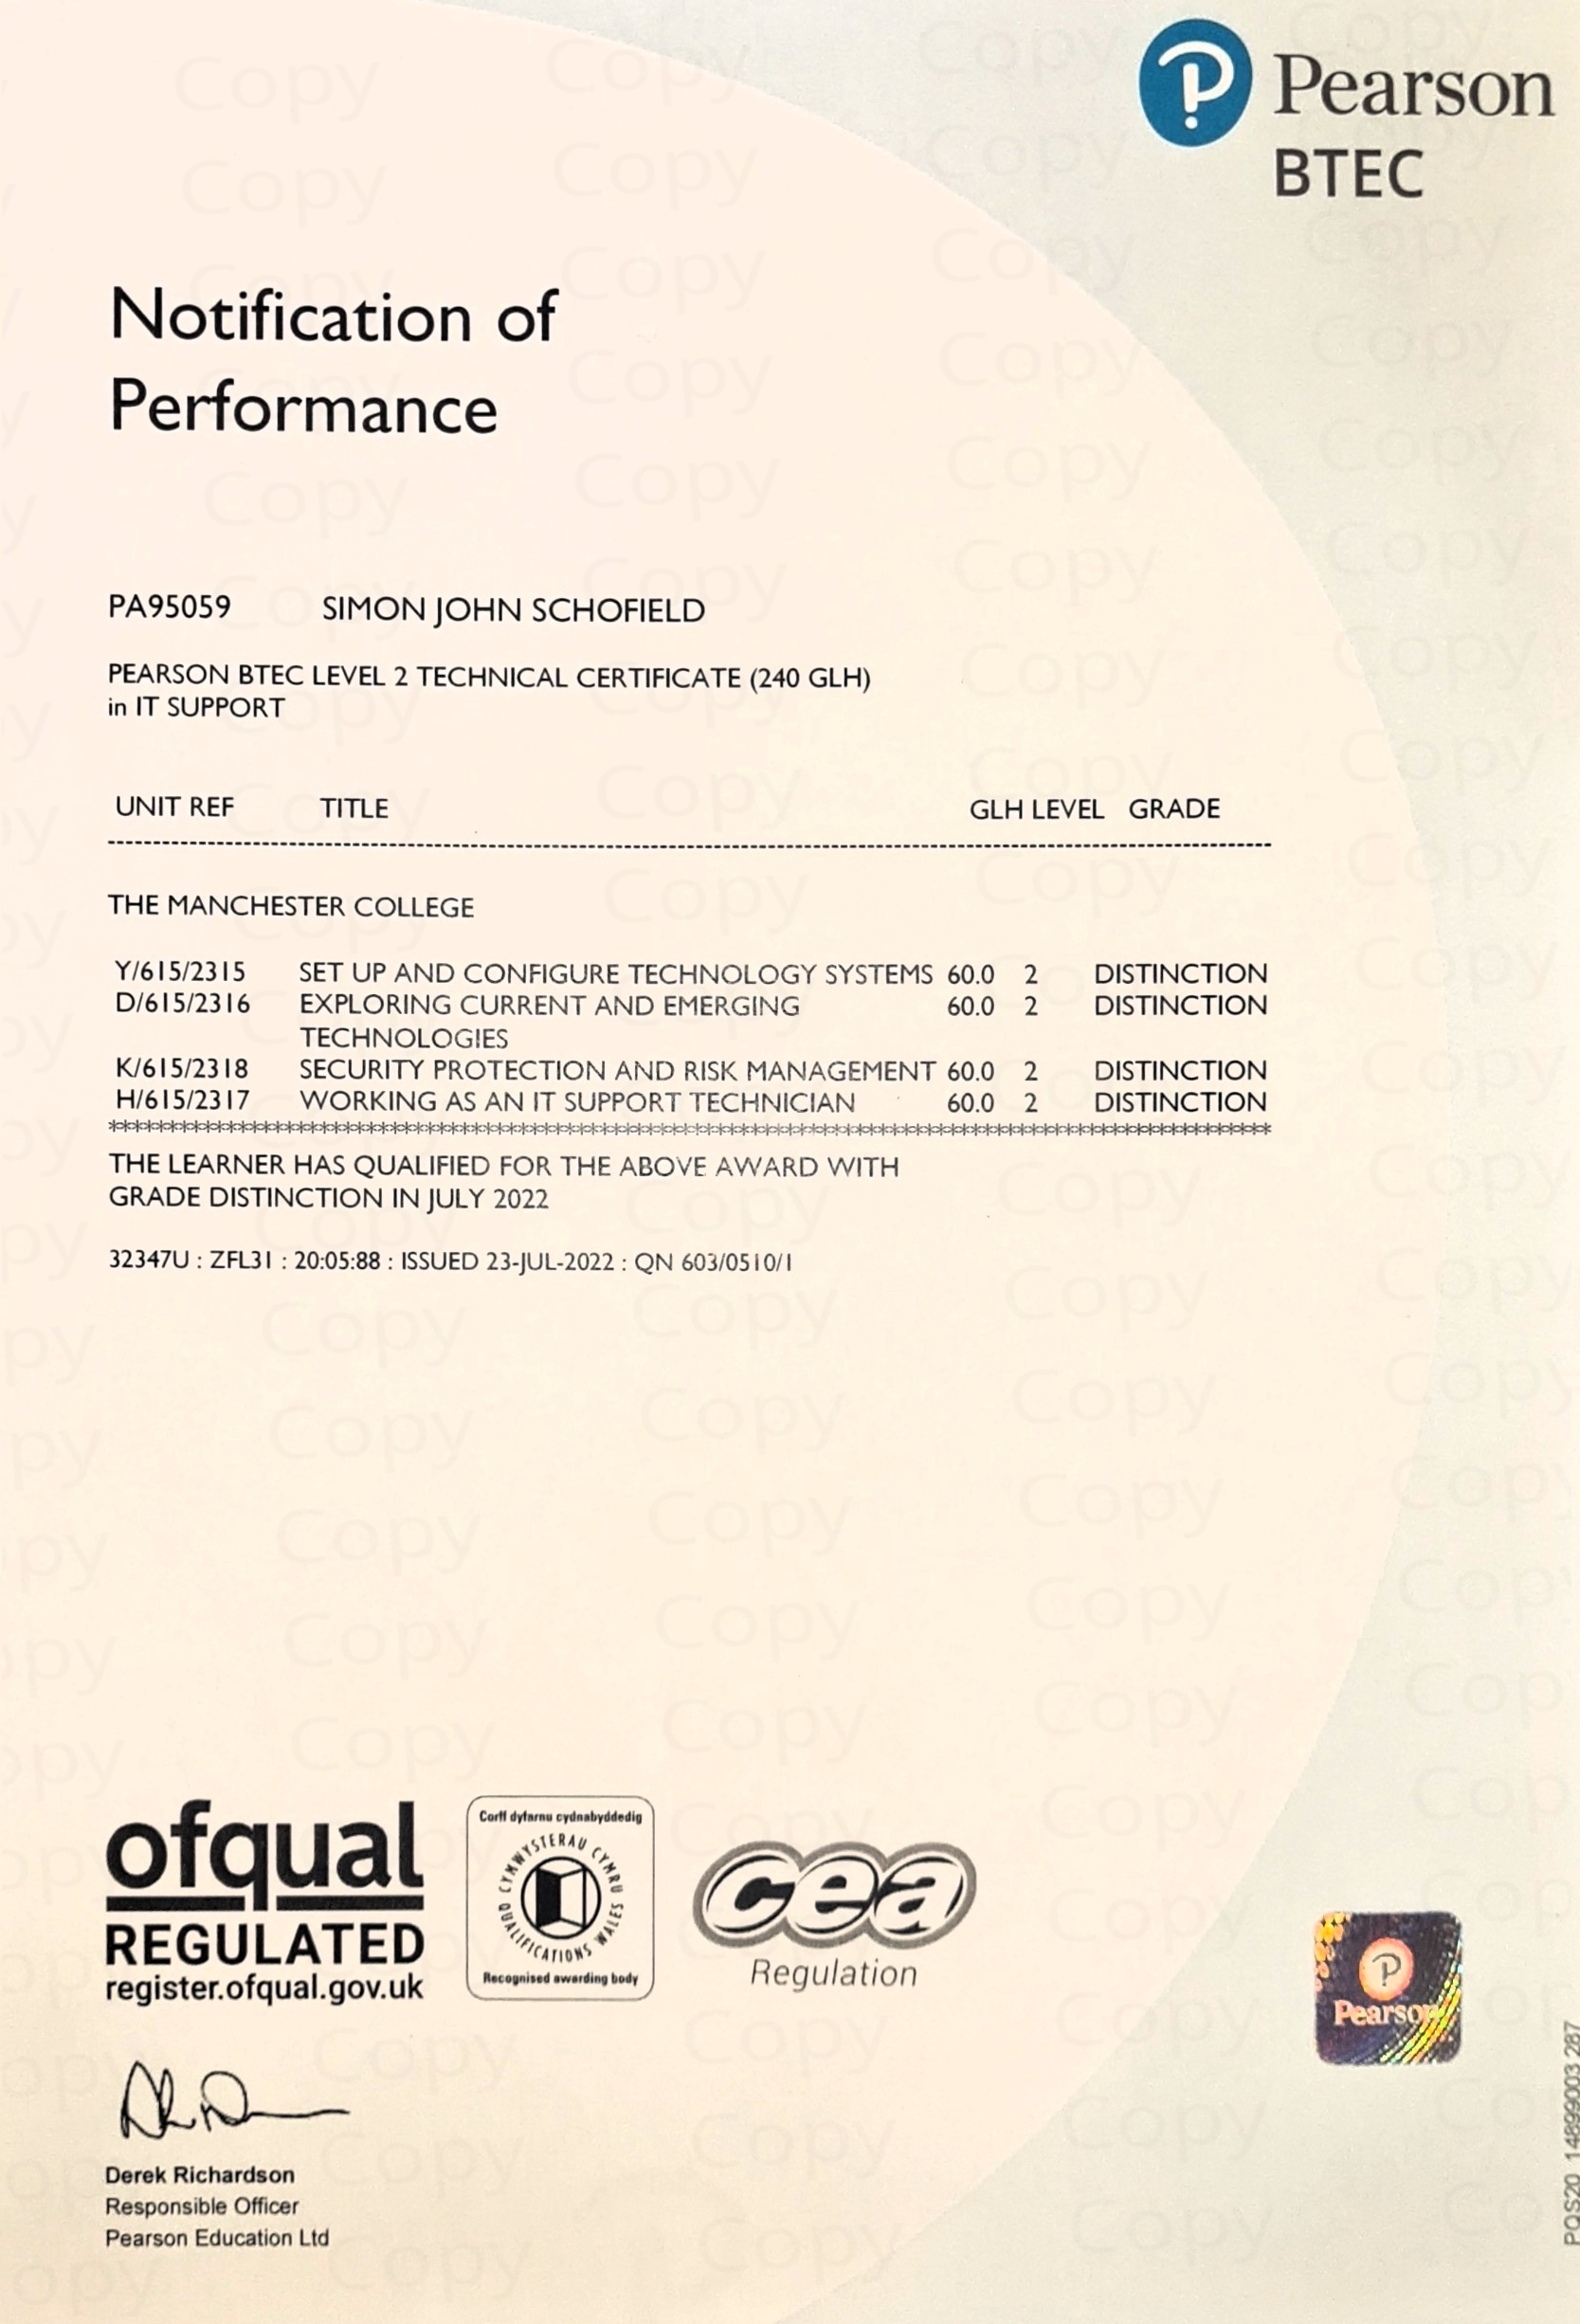 Pearson
BTEC
Notification of
Performance
PA95059 SIMON JOHN SCHOFIELD
PEARSON BTEC LEVEL 2 TECHNICAL CERTIFICATE (240 GLH)
in IT SUPPORT
UNIT REF TITLE GLH LEVEL GRADE
--------------------------------------------------------------------------------
THE MANCHESTER COLLEGE
Y/615/2315 SET UP AND CONFIGURE TECHNOLOGY SYSTEMS 60.0 2 DISTINCTION
D/615/2316 EXPLORING CURRENT AND EMERGING 60.0 2 DISTINCTION
TECHNOLOGIES
K/615/2318 SECURITY PROTECTION AND RISK MANAGEMENT 60.0 2 DISTINCTION
H/615/2317 WORKING AS AN IT SUPPORT TECHNICIAN 60.0 2 DISTINCTION
********************************************************************************
THE LEARNER HAS QUALIFIED FOR THE ABOVE AWARD WITH
GRADE DISTINCTION IN JULY 2022
32347U : ZFL31 : 20:05:88 : ISSUED 23-JUL-2022 : QN 603/0510/1
ofqual
REGULATED
register.ofqual.gov.uk
Corff dyfarnu cydnabyddedig
CYMWYSTERAU CYMRU
QUALIFICATIONS WALES
Recognised awarding body
cea
Regulation
Pearson
Derek Richardson
Responsible Officer
Pearson Education Ltd
PQS20 14899003 287
Copy